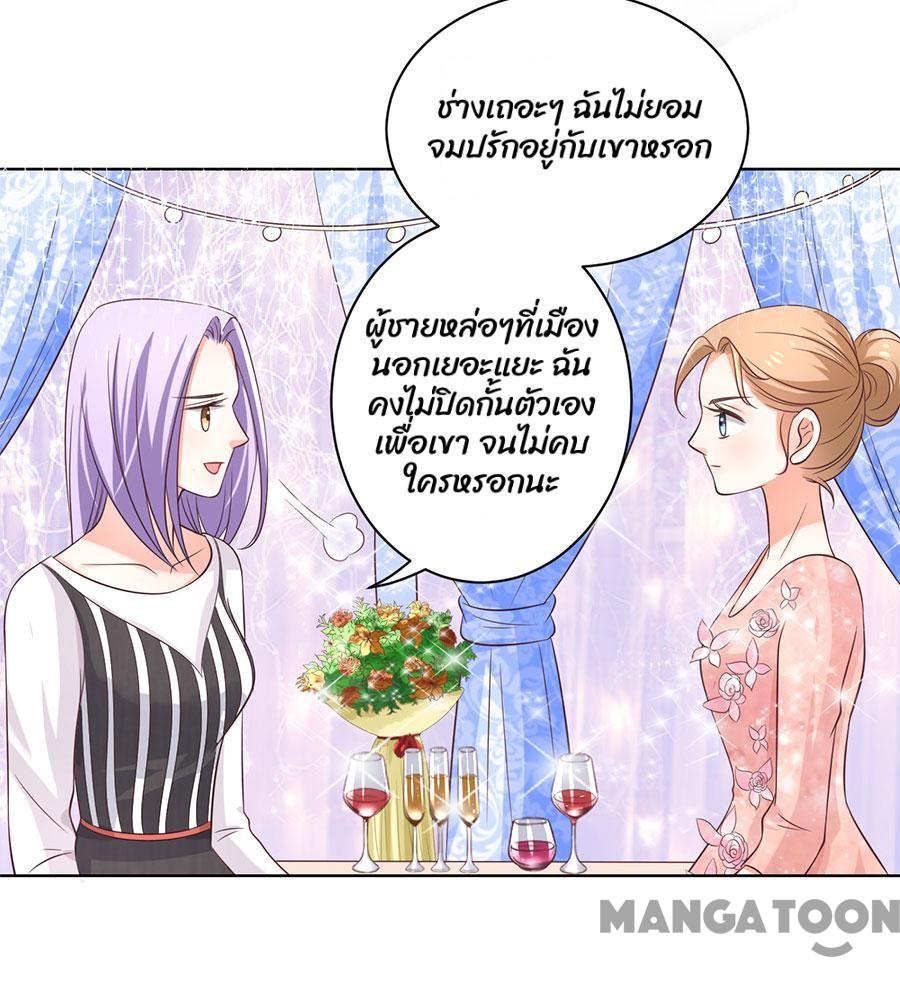 ช่างเถอะๆ ฉันไม่ยอม
จมปรักอยู่กับเขาหรอก
ผู้ชายหล่อๆที่เมือง
นอกเยอะแยะ ฉัน
คงไม่ปิดกั้นตัวเอง
เพื่อเขา จนไม่คบ
ใครหรอกนะ
MANGATOON